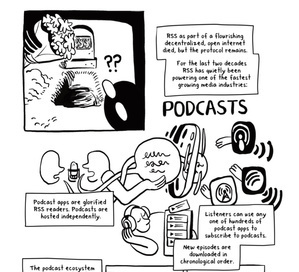 ??
RSS as part of a flourishing
decentralized, open internet
died, but the protocol remains.
For the last two decades
RSS has quietly been
powering one of the fastest
growing media industries:
PODCASTS
Podcast apps are glorified
RSS readers. Podcasts are
hosted independently.
Listeners can use any
one of hundreds of
podcast apps to
subscribe to podcasts.
New episodes are
downloaded in
chronological order.
The podcast ecosystem